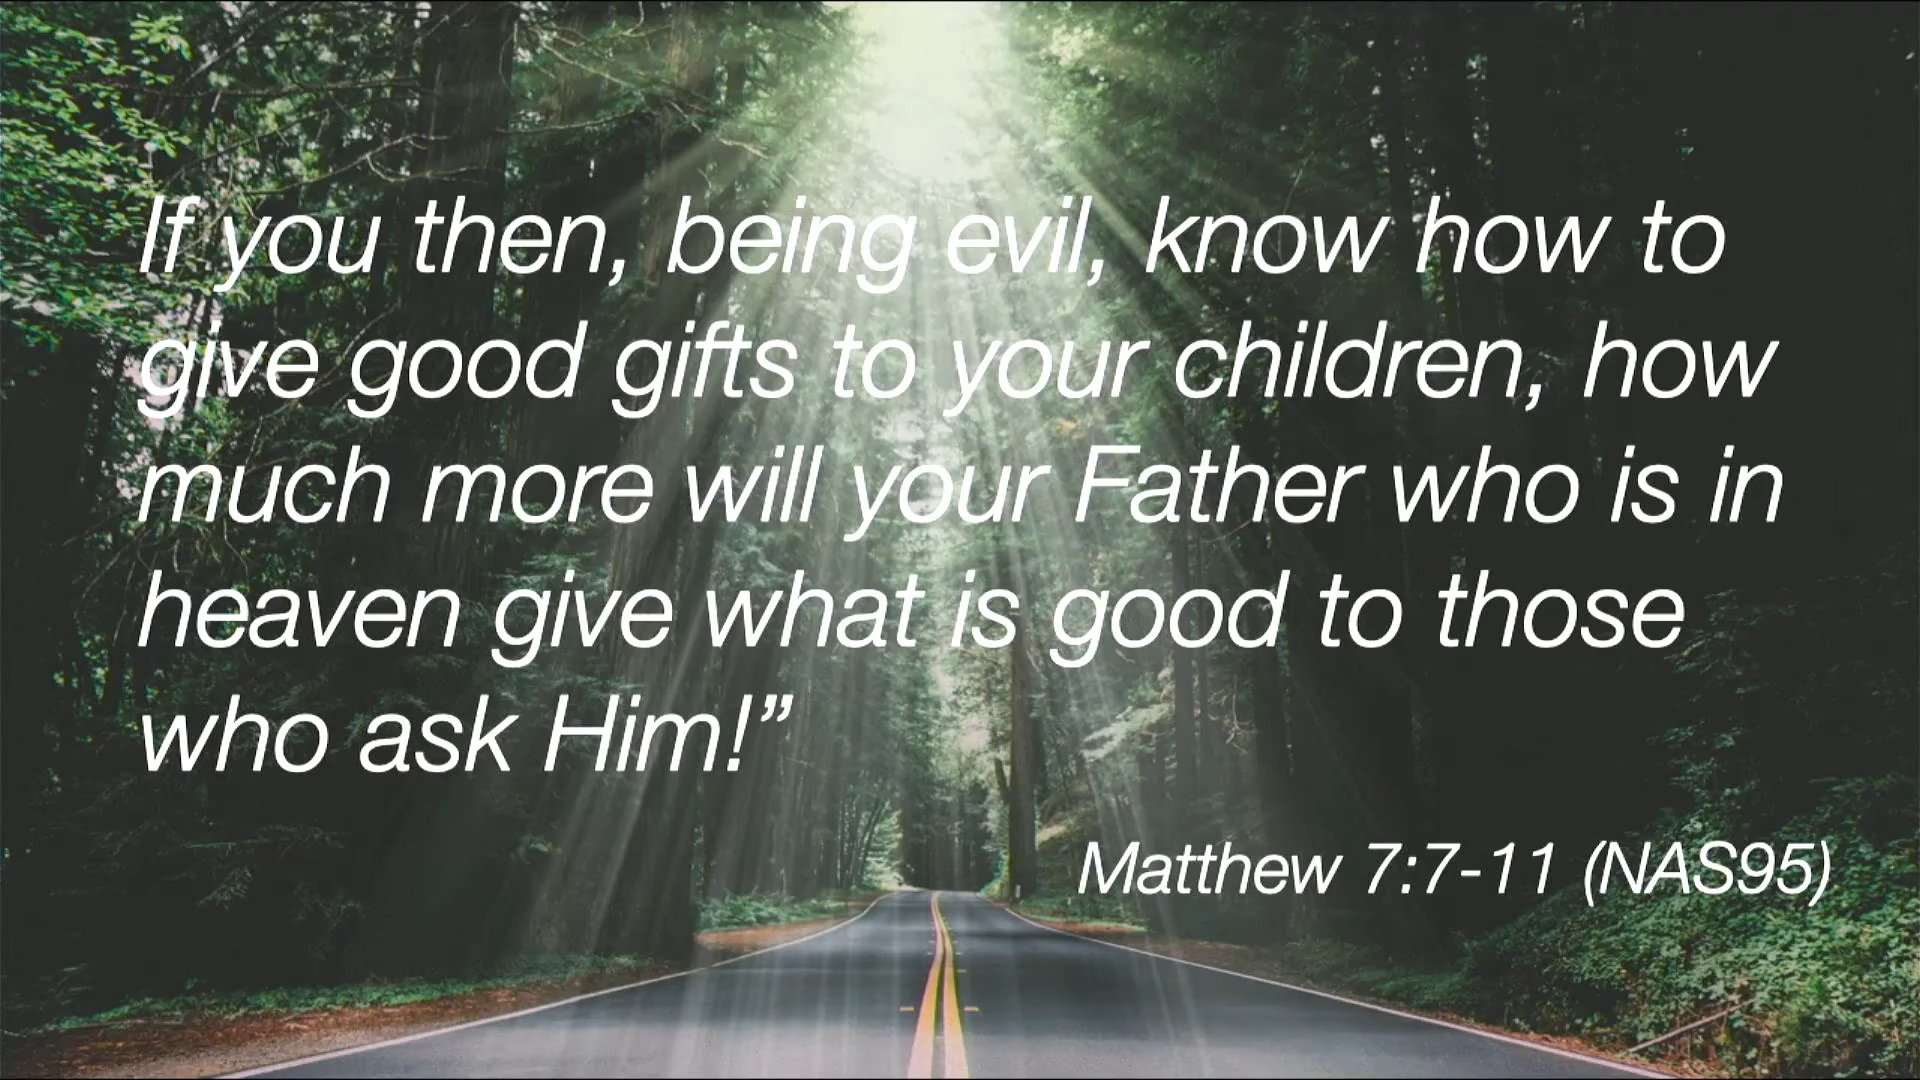 If you then, being evil, know how to
give good gifts to your children, how
much more will your Father who is in
heaven give what is good to those
who ask Him!”
Matthew 7:7-11 (NAS95)